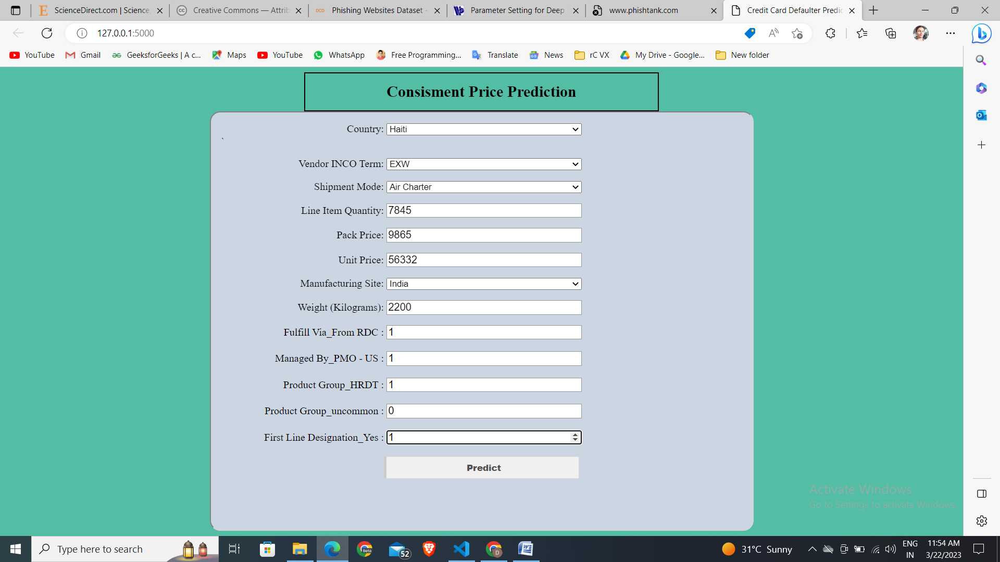 ScienceDirect.com | Science,
Creative Commons — Attrib
DCD Phishing Websites Dataset -
Parameter Setting for Deep
www.phishtank.com
Credit Card Defaulter Predic
127.0.0.1:5000
YouTube
Gmail
GeeksforGeeks | A c...
Maps
YouTube
WhatsApp
Free Programming...
Translate
News
rC VX
My Drive - Google...
New folder
Consisment Price Prediction
Country: Haiti
`
Vendor INCO Term: EXW
Shipment Mode: Air Charter
Line Item Quantity: 7845
Pack Price: 9865
Unit Price: 56332
Manufacturing Site: India
Weight (Kilograms): 2200
Fulfill Via_From RDC : 1
Managed By_PMO - US : 1
Product Group_HRDT : 1
Product Group_uncommon : 0
First Line Designation_Yes : 1
Predict
Activate Windows
Go to Settings to activate Windows.
Type here to search
Beta
52
D
31°C Sunny
ENG
IN
11:54 AM
3/22/2023